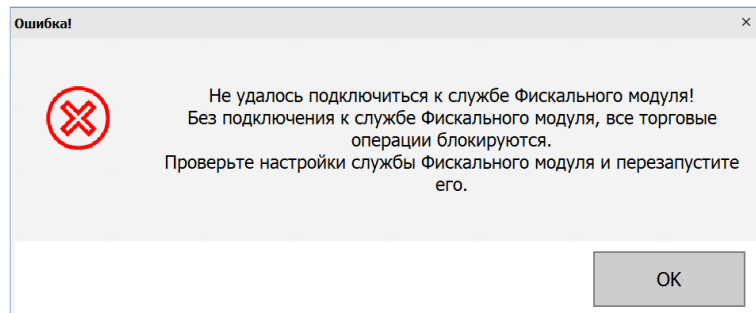 Ошибка!
Не удалось подключиться к службе Фискального модуля!
Без подключения к службе Фискального модуля, все торговые
операции блокируются.
Проверьте настройки службы Фискального модуля и перезапустите
его.
OK